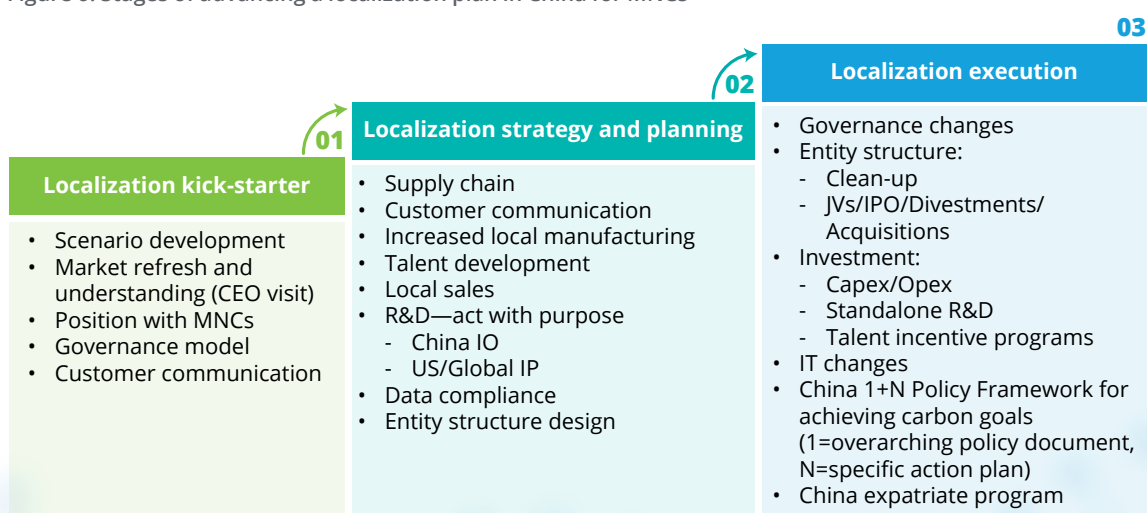 03
Localization execution
02
Localization strategy and planning
01
Localization kick-starter
• Scenario development
• Market refresh and
understanding (CEO visit)
• Position with MNCs
• Governance model
• Customer communication
• Supply chain
• Customer communication
• Increased local manufacturing
• Talent development
• Local sales
• R&D—act with purpose
- China IO
- US/Global IP
• Data compliance
• Entity structure design
• Governance changes
• Entity structure:
- Clean-up
- JVs/IPO/Divestments/
Acquisitions
• Investment:
- Capex/Opex
- Standalone R&D
- Talent incentive programs
• IT changes
• China 1+N Policy Framework for
achieving carbon goals
(1=overarching policy document,
N=specific action plan)
• China expatriate program